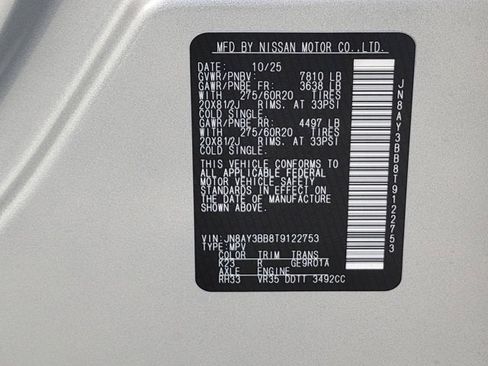 MFD BY NISSAN MOTOR CO.,LTD.
DATE: 10/25
GVWR/PNBV: 7810 LB
GAWR/PNBE FR: 3638 LB
WITH 275/60R20 TIRES
20X81/2J RIMS, AT 33PSI
COLD SINGLE.
GAWR/PNBE RR: 4497 LB
WITH 275/60R20 TIRES
20X81/2J RIMS, AT 33PSI
COLD SINGLE.
THIS VEHICLE CONFORMS TO
ALL APPLICABLE FEDERAL
MOTOR VEHICLE SAFETY
STANDARDS IN EFFECT ON
THE DATE OF MANUFACTURE
SHOWN ABOVE.
VIN: JN8AY3BB8T9122753
TYPE: MPV
COLOR TRIM TRANS
K23 R GE9R01A
AXLE ENGINE
RH33 VR35 DDTT 3492CC
JN8AY3BB8T9122753